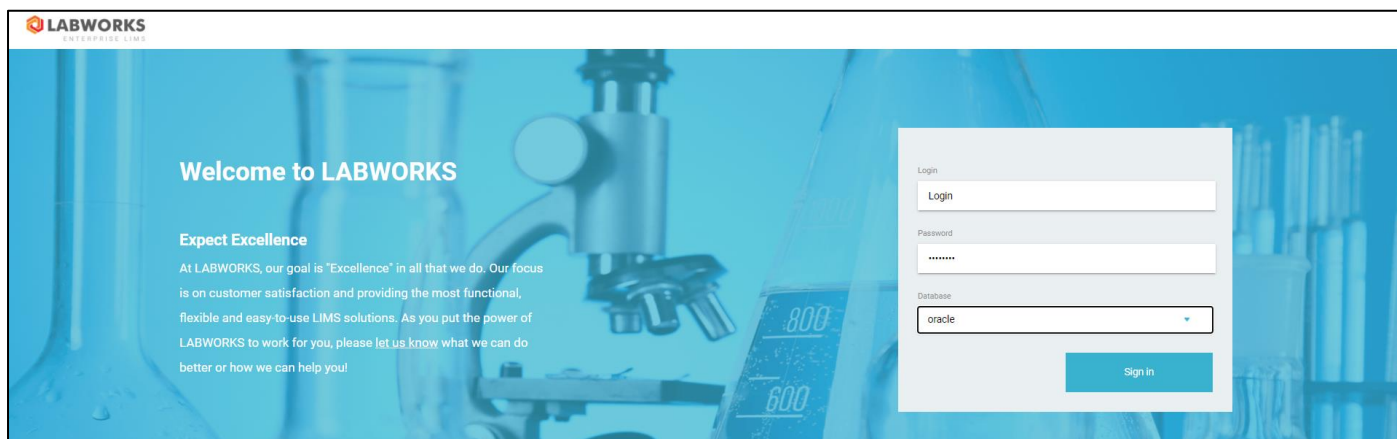 LABWORKS
ENTERPRISE LIMS
Welcome to LABWORKS
Expect Excellence
At LABWORKS, our goal is "Excellence" in all that we do. Our focus
is on customer satisfaction and providing the most functional,
flexible and easy-to-use LIMS solutions. As you put the power of
LABWORKS to work for you, please let us know what we can do
better or how we can help you!
Login
Login
Password
••••••••
Database
oracle
Sign in
800
600